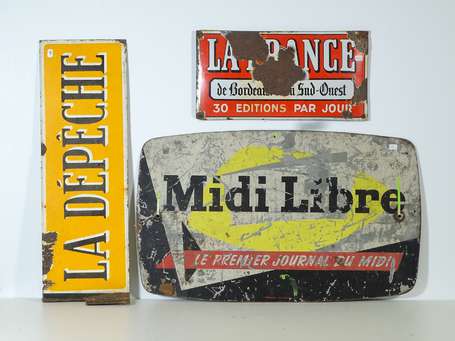 LA DÉPÊCHE
LA FRANCE
de Bordeaux Sud-Ouest
30 EDITIONS PAR JOUR
Midi Libre
LE PREMIER JOURNAL DU MIDI